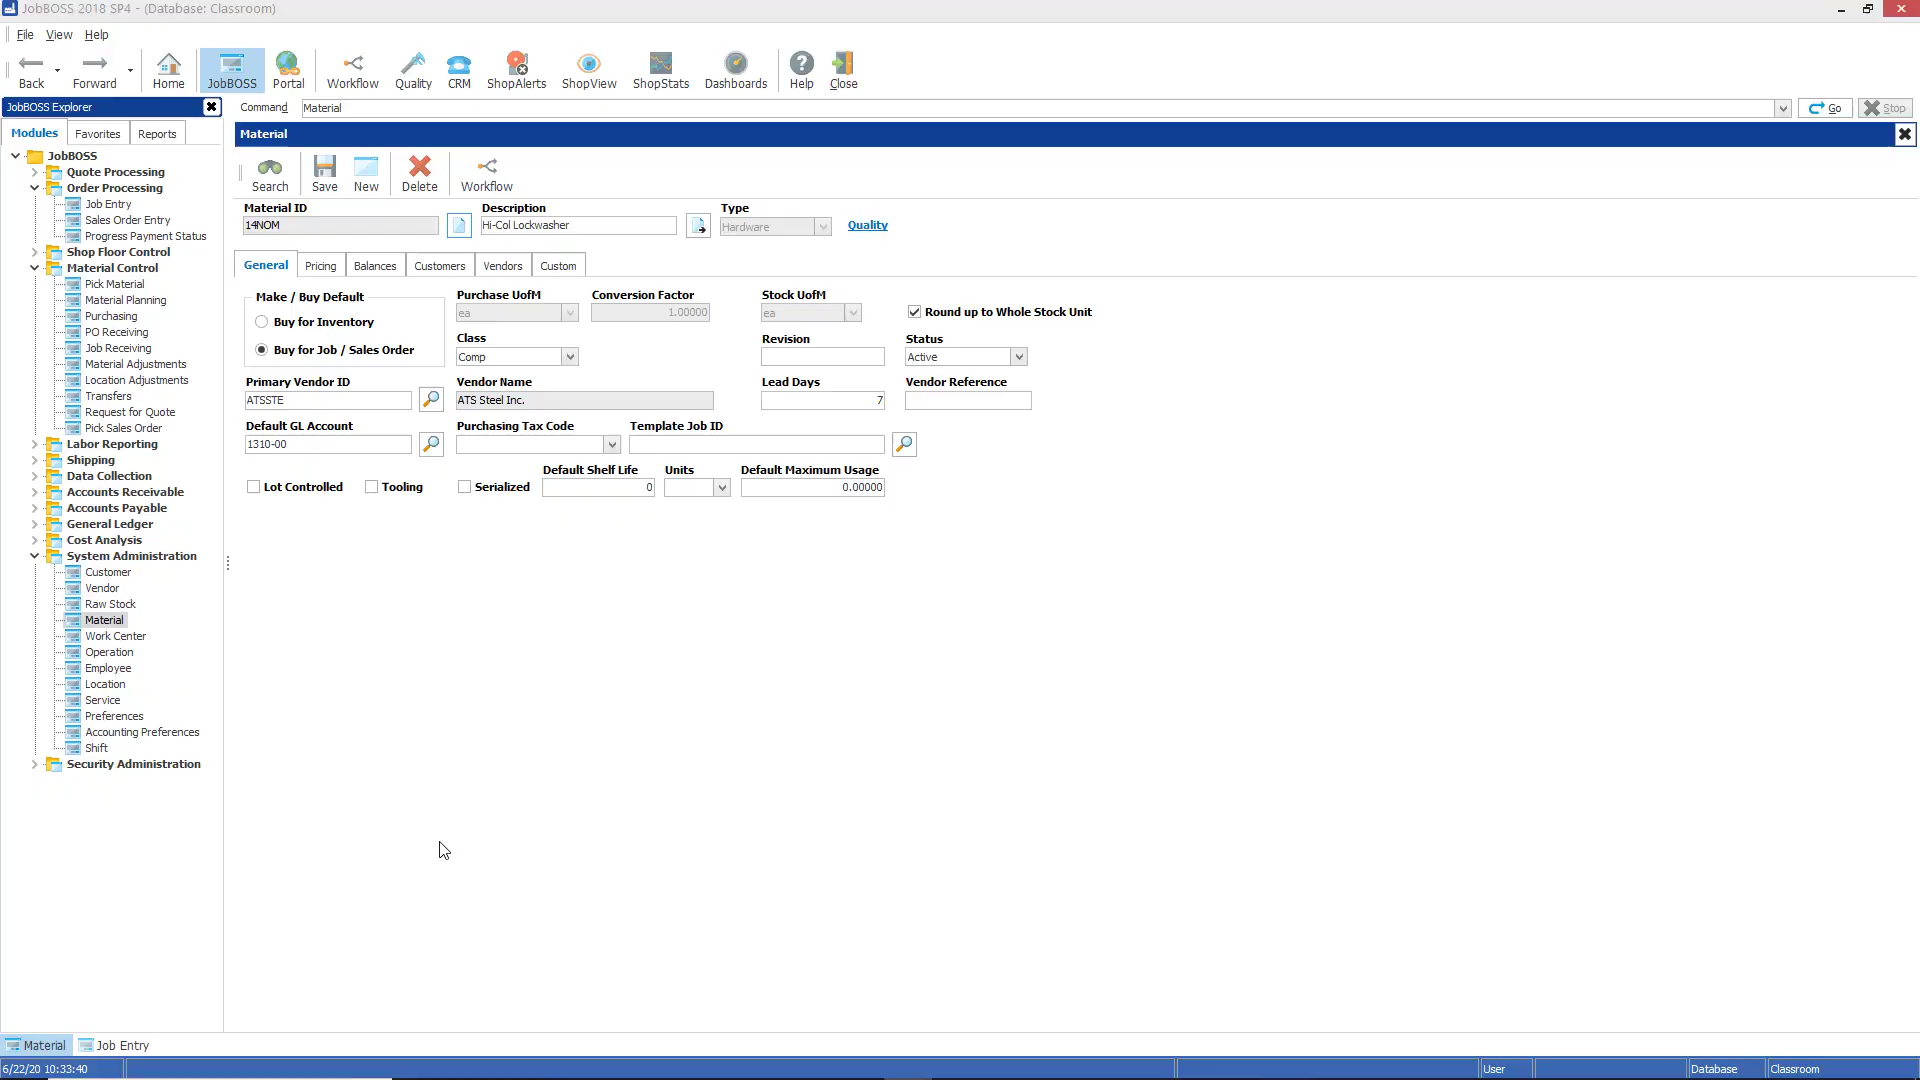 JobBOSS 2018 SP4 - (Database: Classroom)
File View Help
Back Forward Home JobBOSS Portal Workflow Quality CRM ShopAlerts ShopView ShopStats Dashboards Help Close
JobBOSS Explorer
Command Material Go Stop
Modules Favorites Reports
Material
JobBOSS
Quote Processing
Order Processing
Job Entry
Sales Order Entry
Progress Payment Status
Shop Floor Control
Material Control
Pick Material
Material Planning
Purchasing
PO Receiving
Job Receiving
Material Adjustments
Location Adjustments
Transfers
Request for Quote
Pick Sales Order
Labor Reporting
Shipping
Data Collection
Accounts Receivable
Accounts Payable
General Ledger
Cost Analysis
System Administration
Customer
Vendor
Raw Stock
Material
Work Center
Operation
Employee
Location
Service
Preferences
Accounting Preferences
Shift
Security Administration
Search Save New Delete Workflow
Material ID Description Type
14NOM Hi-Col Lockwasher Hardware Quality
General Pricing Balances Customers Vendors Custom
Make / Buy Default Purchase UofM Conversion Factor Stock UofM
Buy for Inventory ea 1.00000 ea Round up to Whole Stock Unit
Class Revision Status
Buy for Job / Sales Order Comp Active
Primary Vendor ID Vendor Name Lead Days Vendor Reference
ATSSTE ATS Steel Inc. 7
Default GL Account Purchasing Tax Code Template Job ID
1310-00
Default Shelf Life Units Default Maximum Usage
Lot Controlled Tooling Serialized 0 0.00000
Material Job Entry
6/22/20 10:33:40 User Database Classroom